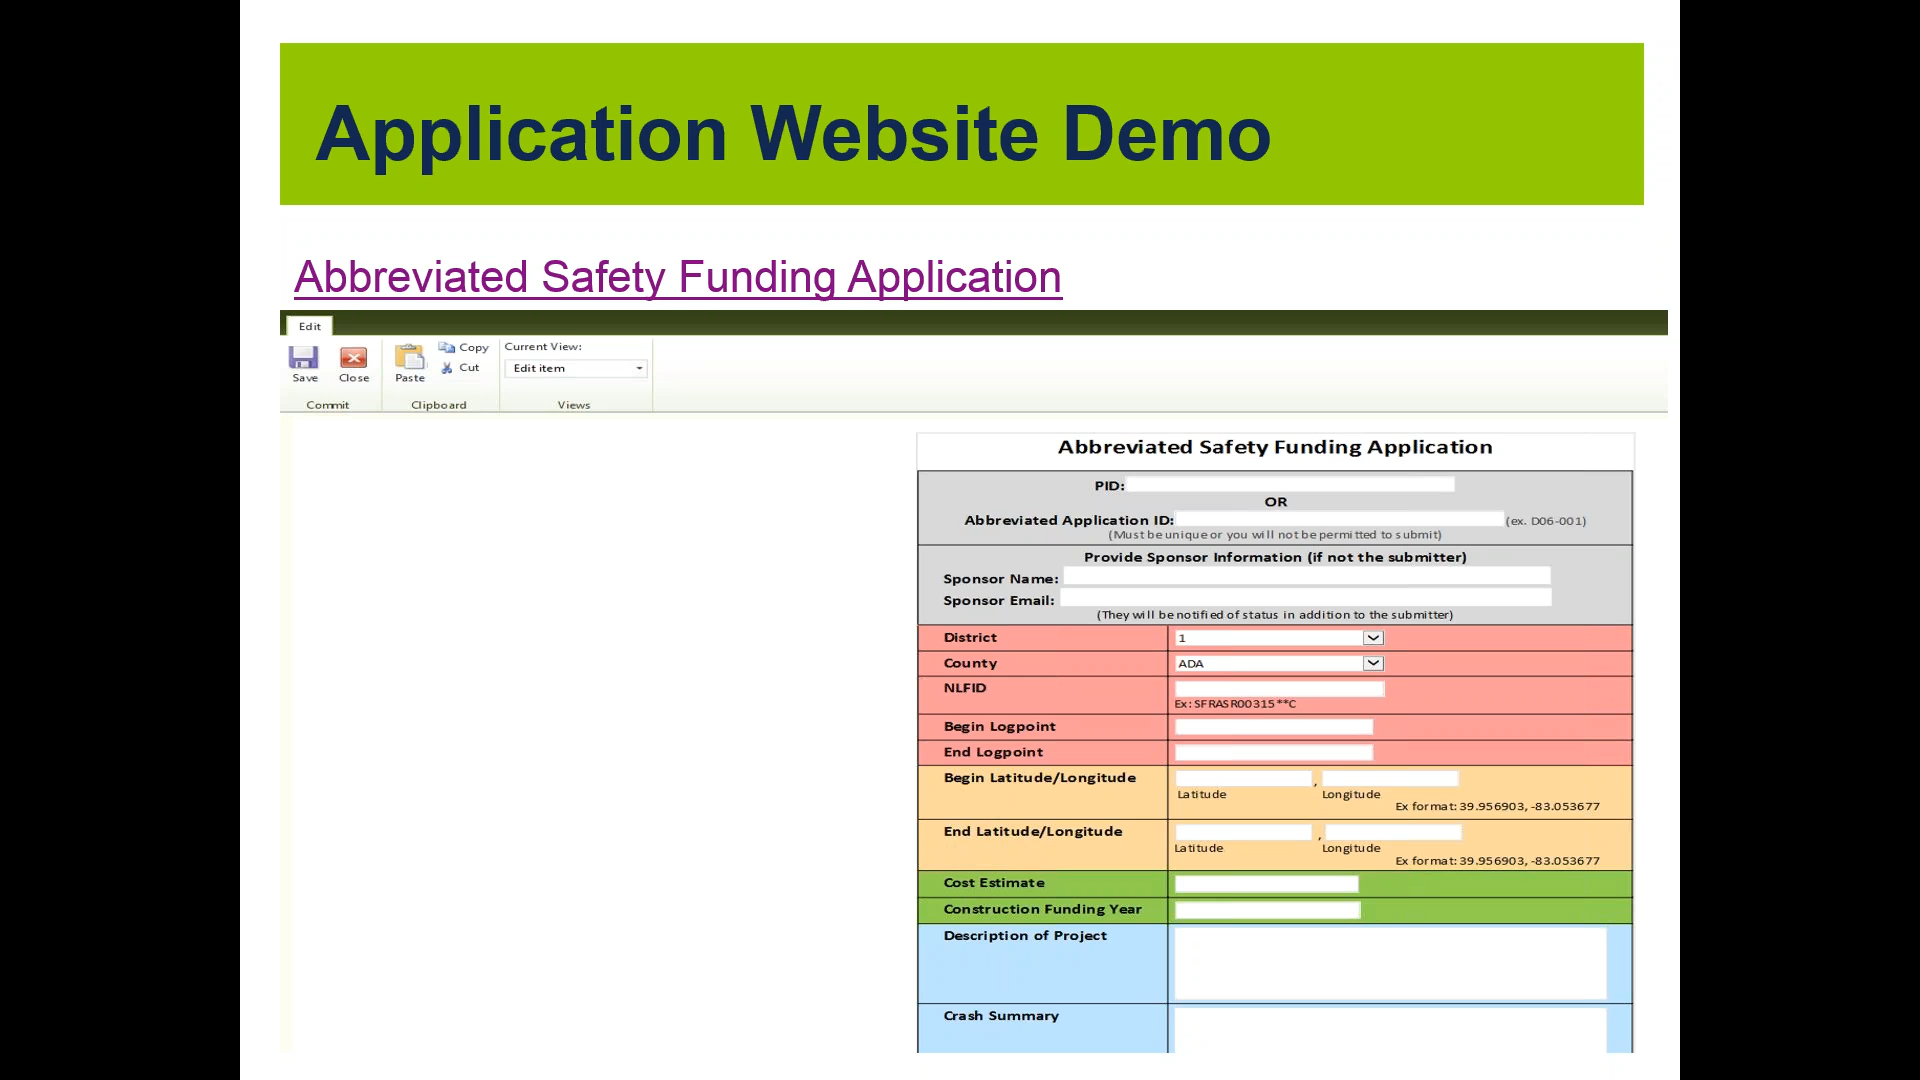 Application Website Demo
Abbreviated Safety Funding Application
Edit
Save
Close
Paste
Copy
Cut
Current View:
Edit item
Commit
Clipboard
Views
Abbreviated Safety Funding Application
PID:
OR
Abbreviated Application ID: (ex. D06-001)
(Must be unique or you will not be permitted to submit)
Provide Sponsor Information (if not the submitter)
Sponsor Name:
Sponsor Email:
(They will be notified of status in addition to the submitter)
District 1
County ADA
NLFID
Ex: SFRASR00315**C
Begin Logpoint
End Logpoint
Begin Latitude/Longitude ,
Latitude Longitude
Ex format: 39.956903, -83.053677
End Latitude/Longitude ,
Latitude Longitude
Ex format: 39.956903, -83.053677
Cost Estimate
Construction Funding Year
Description of Project
Crash Summary